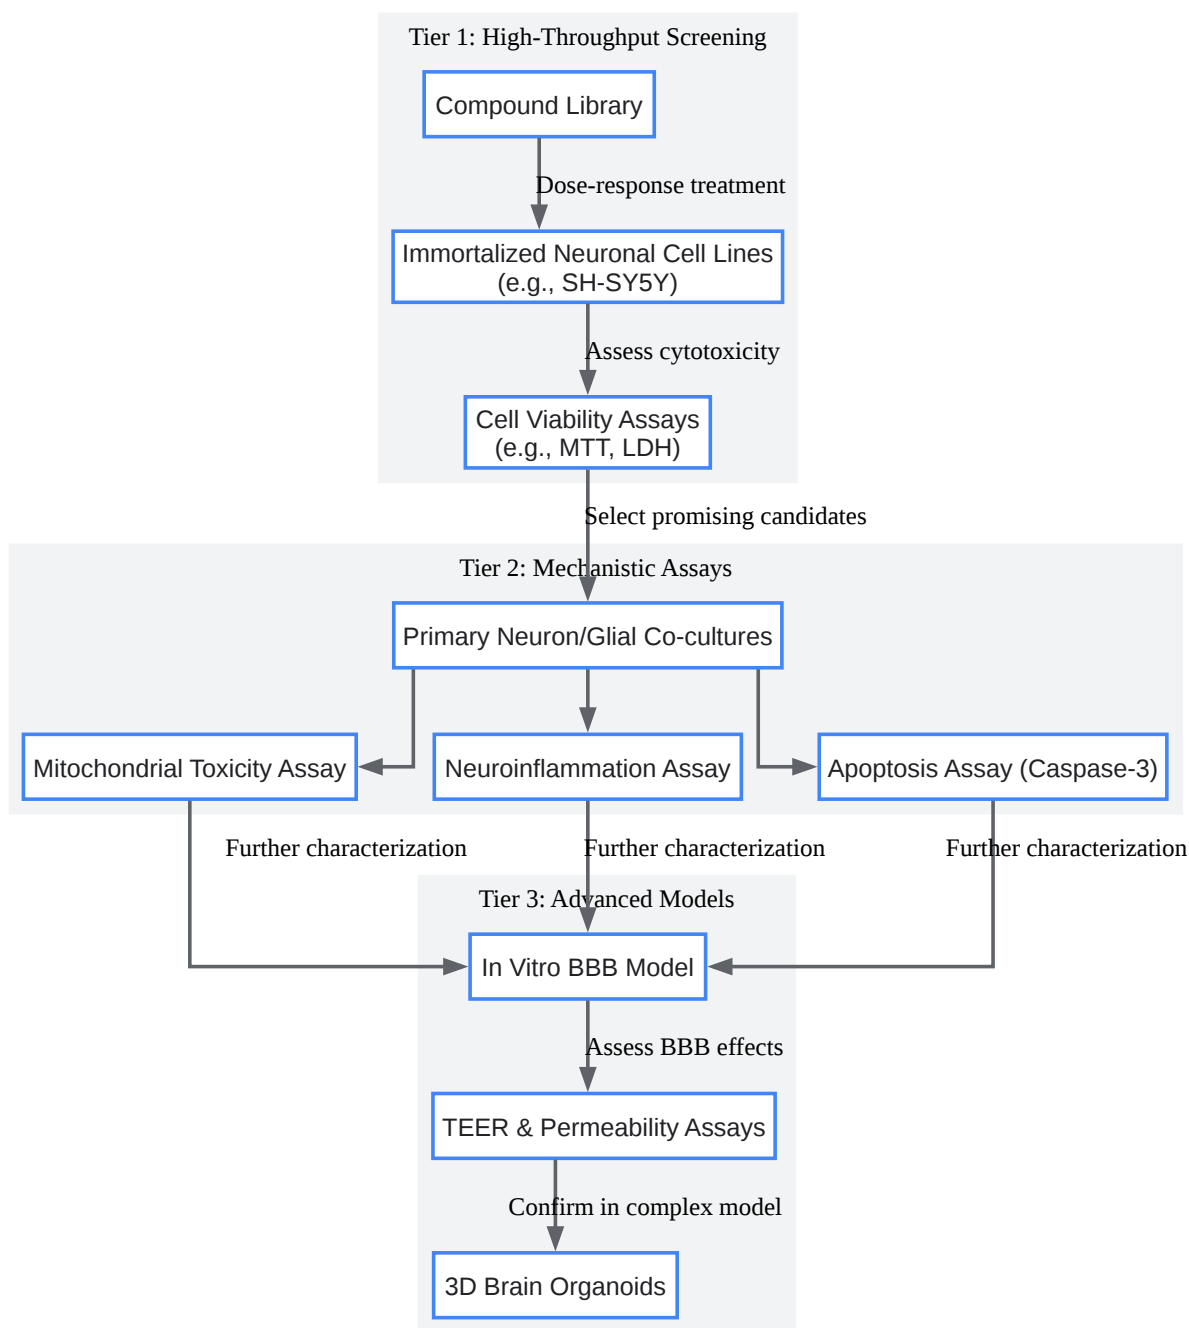 Tier 1: High-Throughput Screening
Compound Library
Dose-response treatment
Immortalized Neuronal Cell Lines
(e.g., SH-SY5Y)
Assess cytotoxicity
Cell Viability Assays
(e.g., MTT, LDH)
Select promising candidates
Tier 2: Mechanistic Assays
Primary Neuron/Glial Co-cultures
Mitochondrial Toxicity Assay
Neuroinflammation Assay
Apoptosis Assay (Caspase-3)
Further characterization
Further characterization
Further characterization
Tier 3: Advanced Models
In Vitro BBB Model
Assess BBB effects
TEER & Permeability Assays
Confirm in complex model
3D Brain Organoids